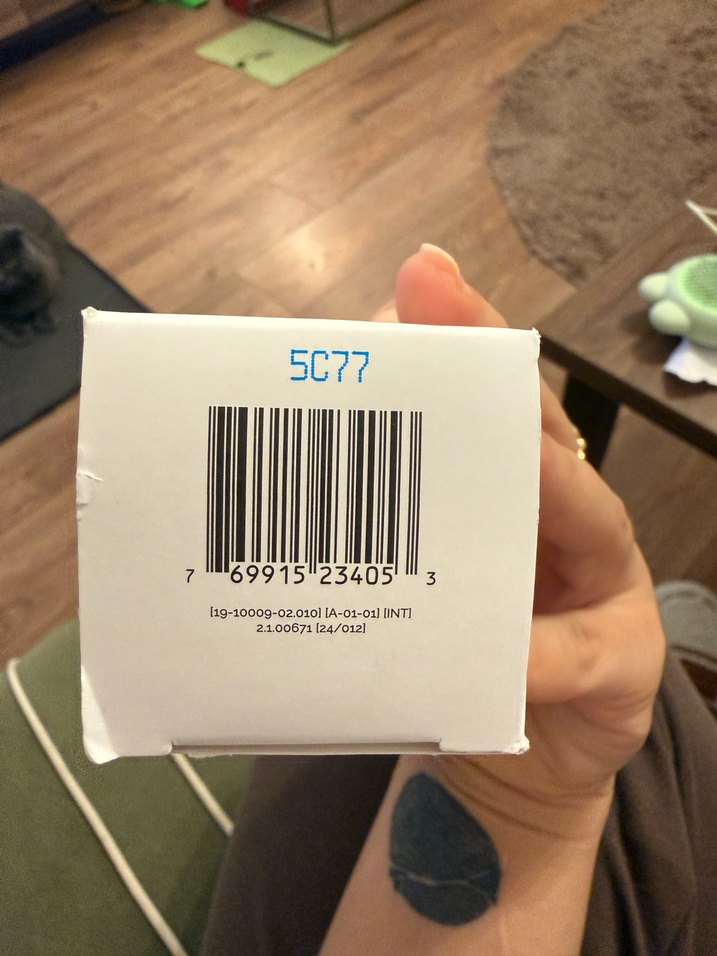 5C77
7 69915 23405 3
[19-10009-02.010] [A-01-01] [INT]
2.1.00671 [24/012]